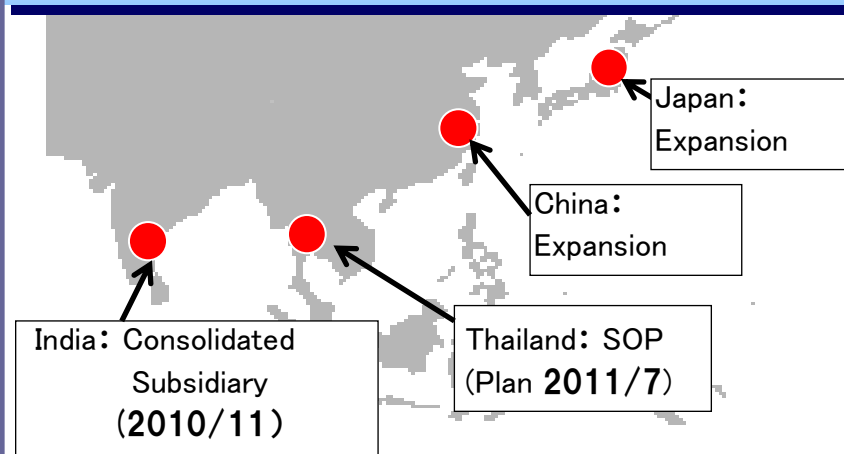 Japan：
Expansion
China：
Expansion
India： Consolidated
Subsidiary
(2010/11)
Thailand： SOP
(Plan 2011/7)